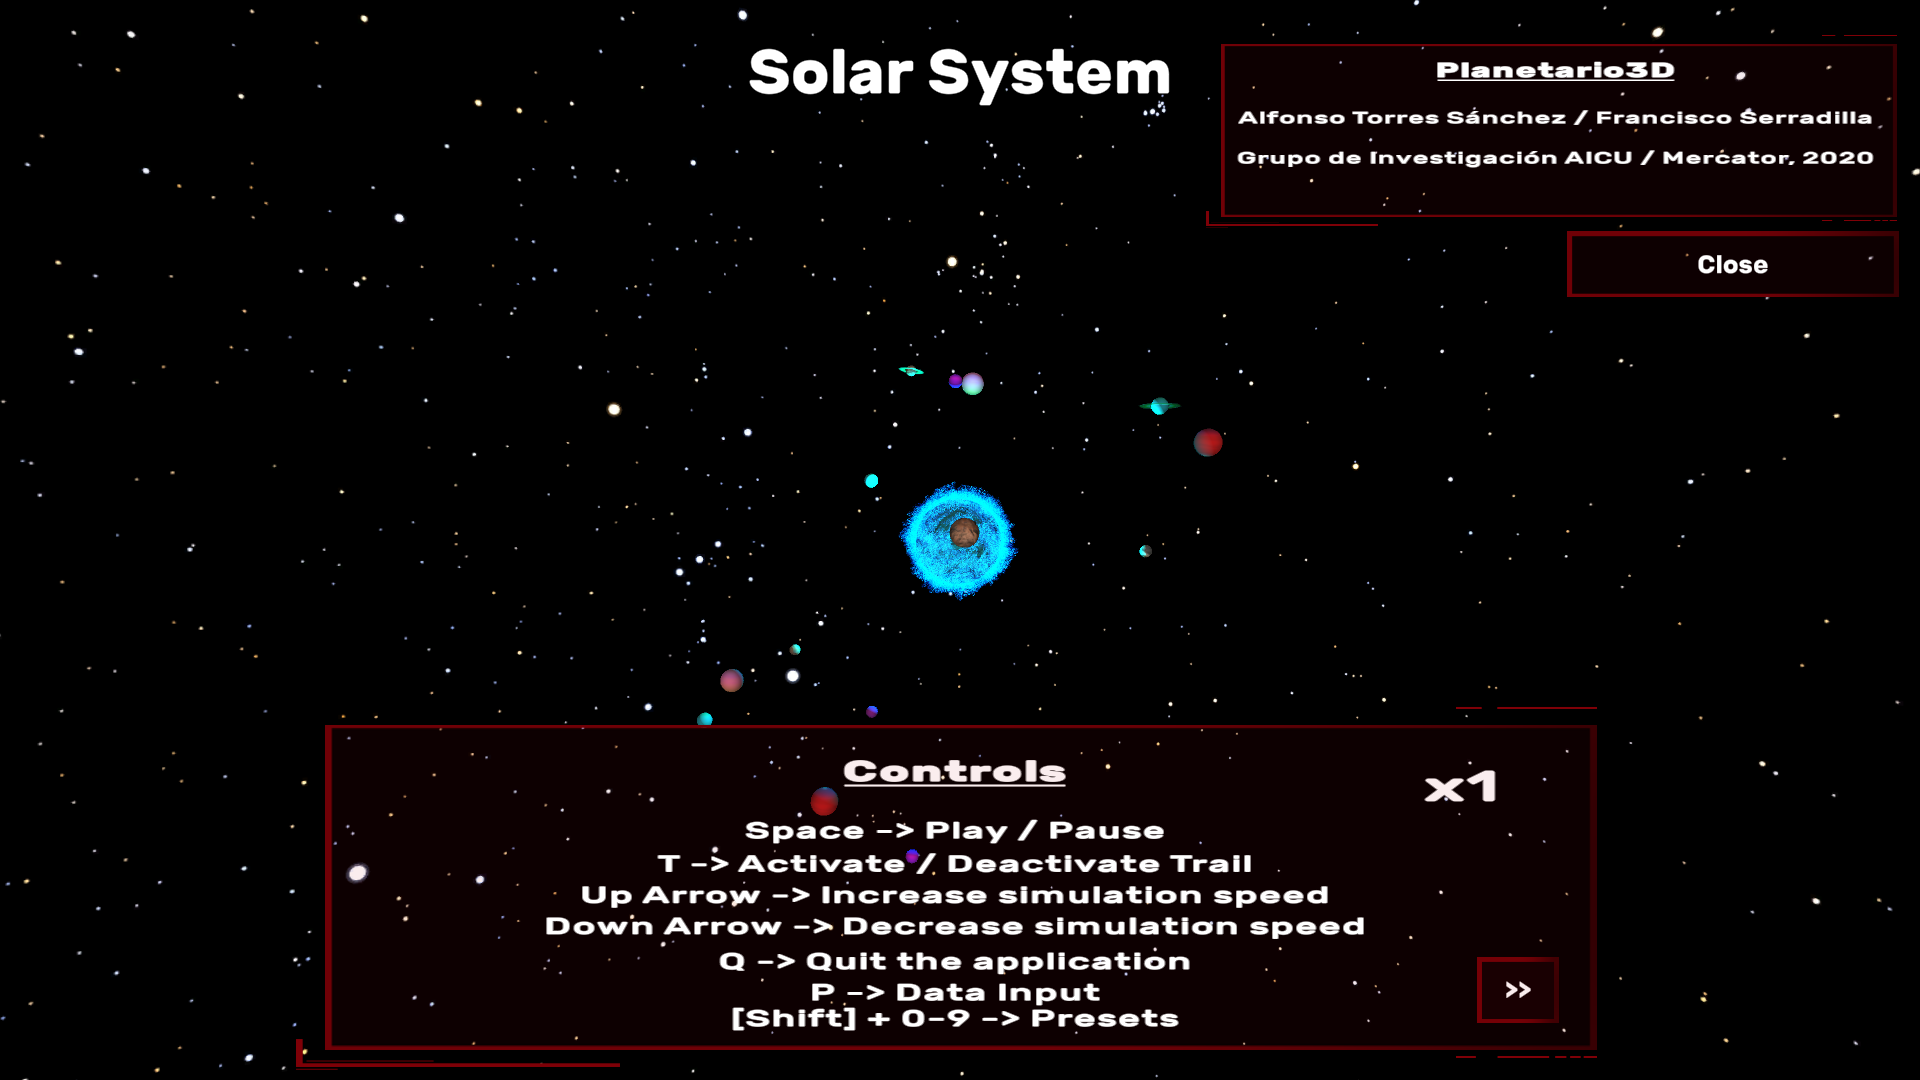 Solar System
Planetario3D
Alfonso Torres Sánchez / Francisco Serradilla
Grupo de Investigación AICU / Mercator, 2020
Close
Controls
x1
Space -> Play / Pause
T -> Activate / Deactivate Trail
Up Arrow -> Increase simulation speed
Down Arrow -> Decrease simulation speed
Q -> Quit the application
P -> Data Input
[Shift] + 0-9 -> Presets
>>